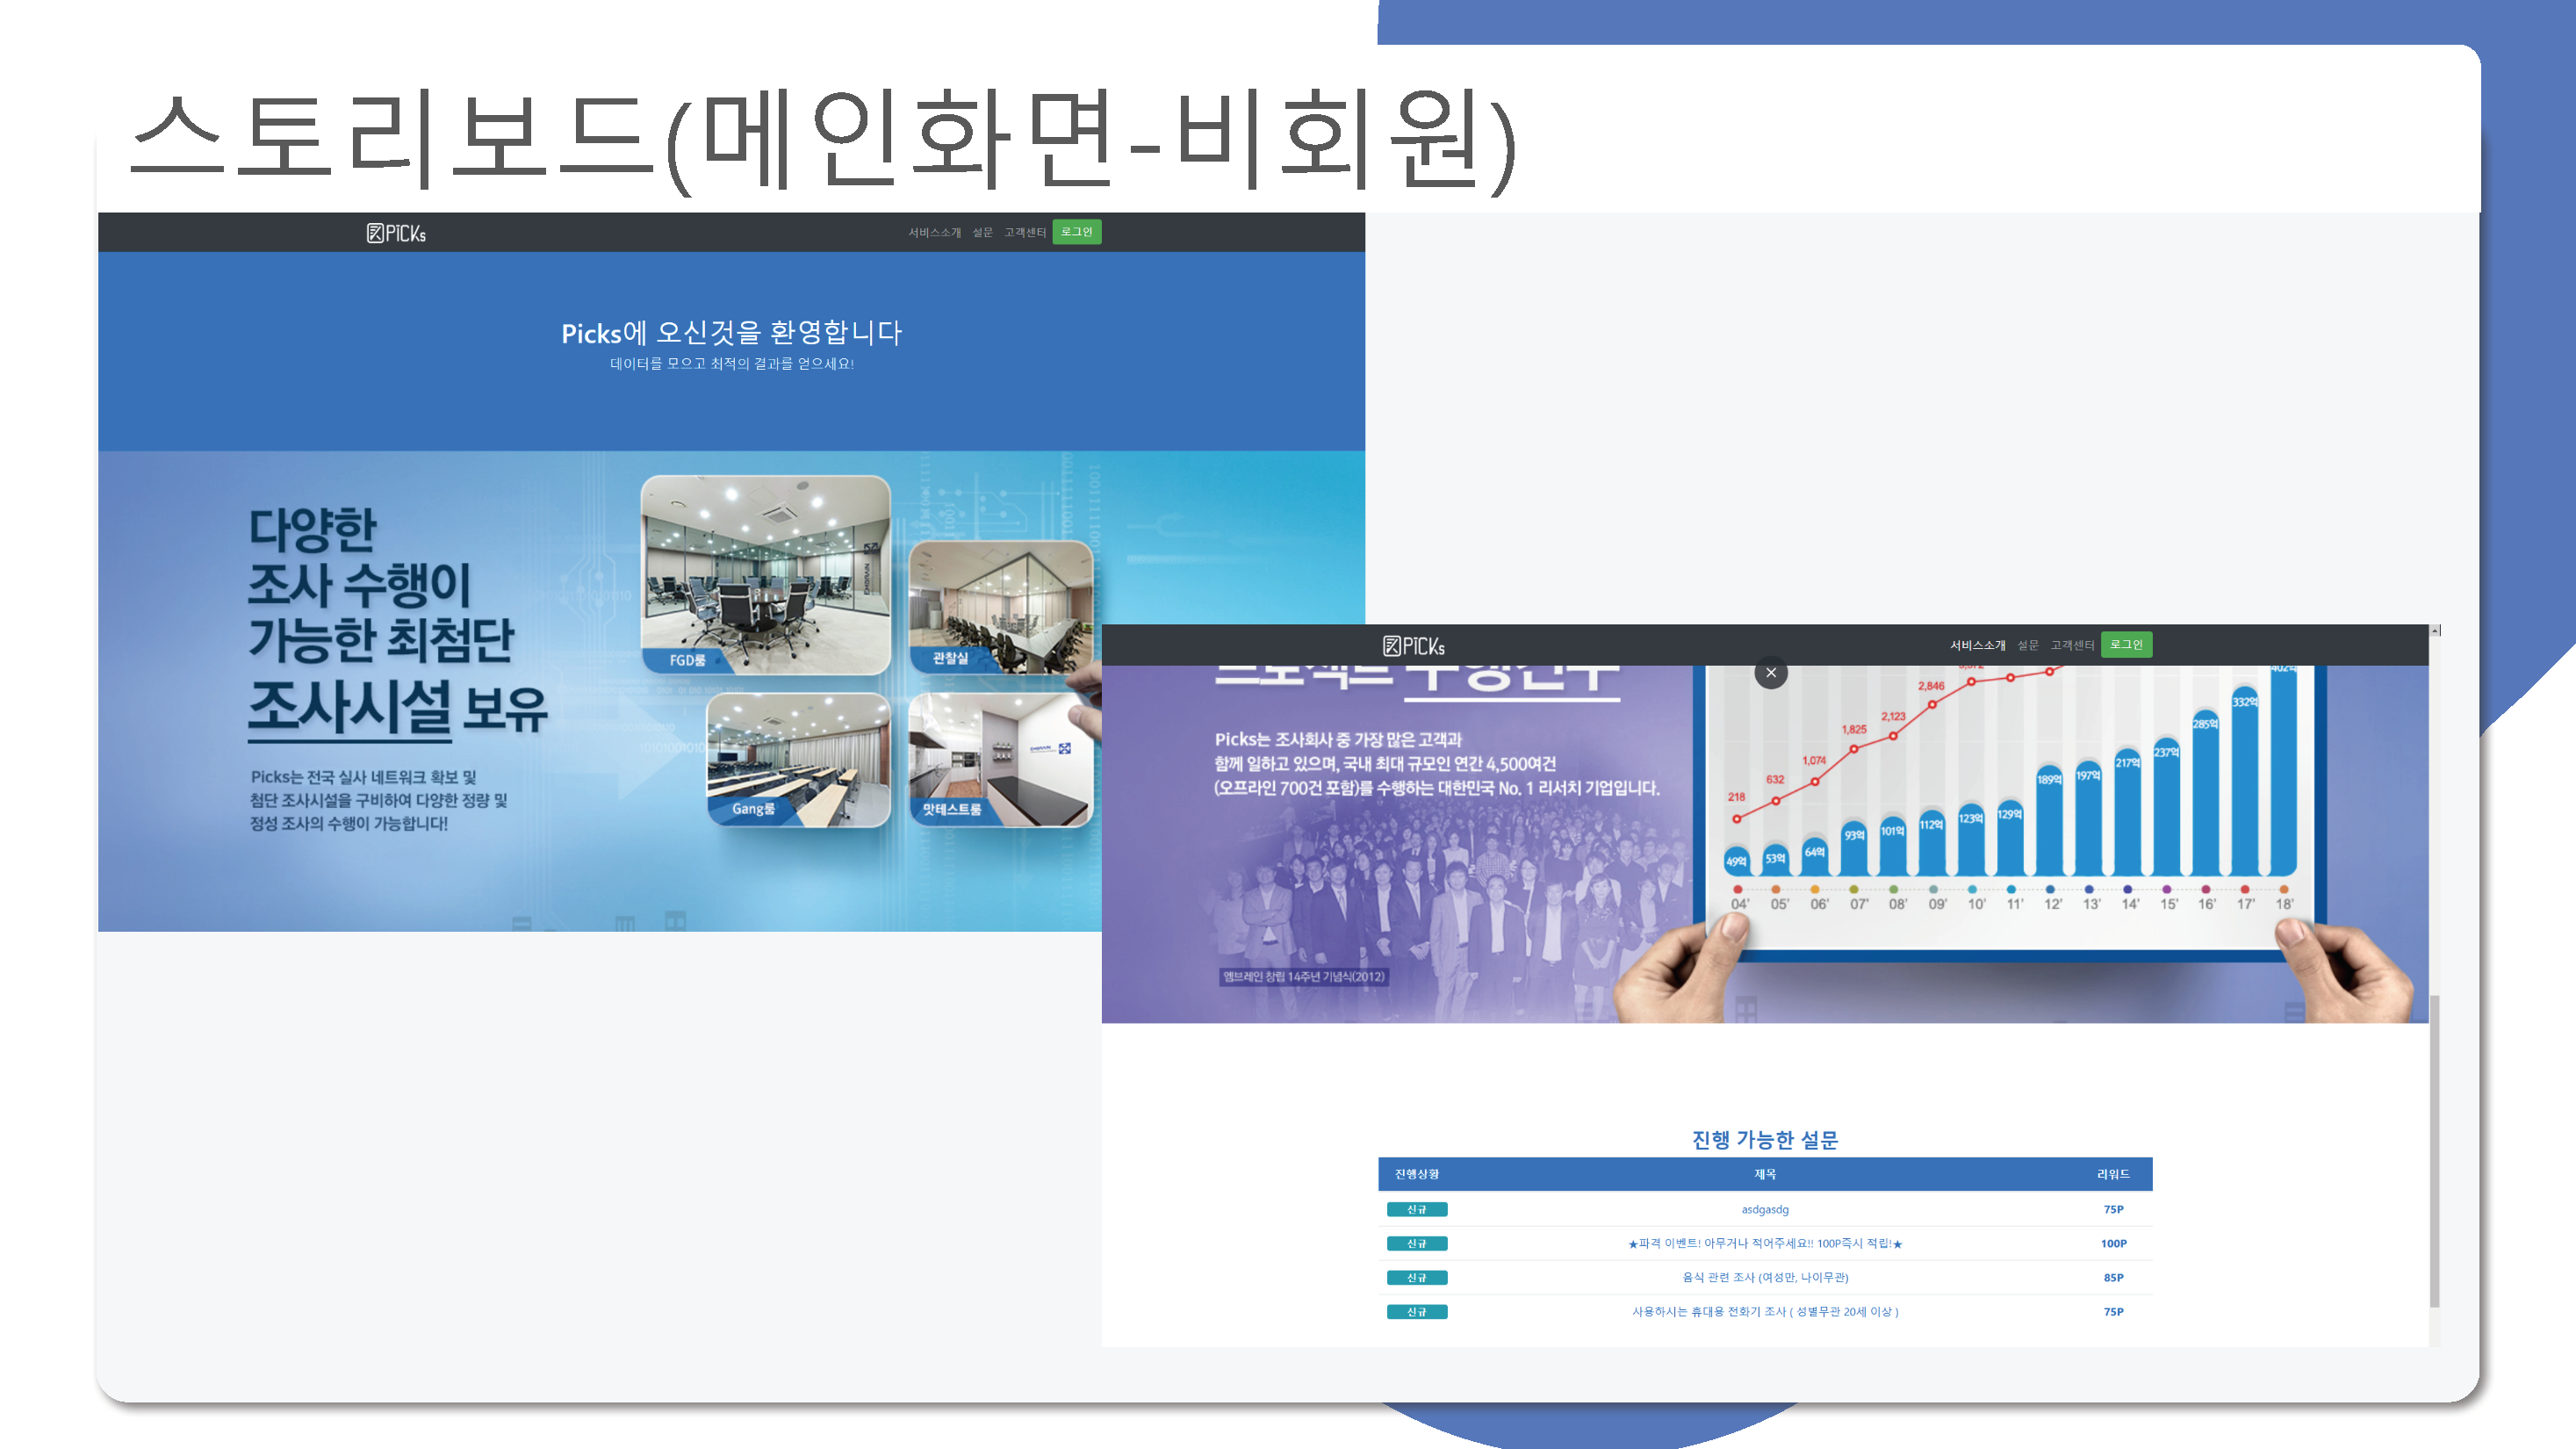 스토리보드(메인화면-비회원)
PICKs
서비스소개 설문 고객센터 로그인
Picks에 오신것을 환영합니다
데이터를 모으고 최적의 결과를 얻으세요!
다양한
조사 수행이
가능한 최첨단
조사시설 보유
Picks는 전국 실사 네트워크 확보 및
첨단 조사시설을 구비하여 다양한 정량 및
정성 조사의 수행이 가능합니다!
FGD룸
관찰실
Gang룸
맛테스트룸
PICKs
서비스소개 설문 고객센터 로그인
프로젝트 수행건수
Picks는 조사회사 중 가장 많은 고객과
함께 일하고 있으며, 국내 최대 규모인 연간 4,500여건
(오프라인 700건 포함)를 수행하는 대한민국 No. 1 리서치 기업입니다.
엠브레인 창립 14주년 기념식(2012)
218 632 1,074 1,825 2,123 2,846
49억 53억 64억 93억 101억 112억 123억 129억 189억 197억 217억 237억 285억 332억 402억
04' 05' 06' 07' 08' 09' 10' 11' 12' 13' 14' 15' 16' 17' 18'
진행 가능한 설문
진행상황 제목 리워드
신규 asdgasdg 75P
신규 ★파격 이벤트! 아무거나 적어주세요!! 100P즉시 적립!★ 100P
신규 음식 관련 조사 (여성만, 나이무관) 85P
신규 사용하시는 휴대용 전화기 조사 ( 성별무관 20세 이상 ) 75P